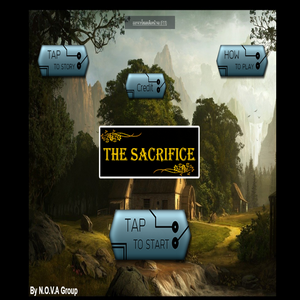 TAP
TO STORY
Credit
HOW
TO PLAY
THE SACRIFICE
TAP
TO START
By N.O.V.A Group